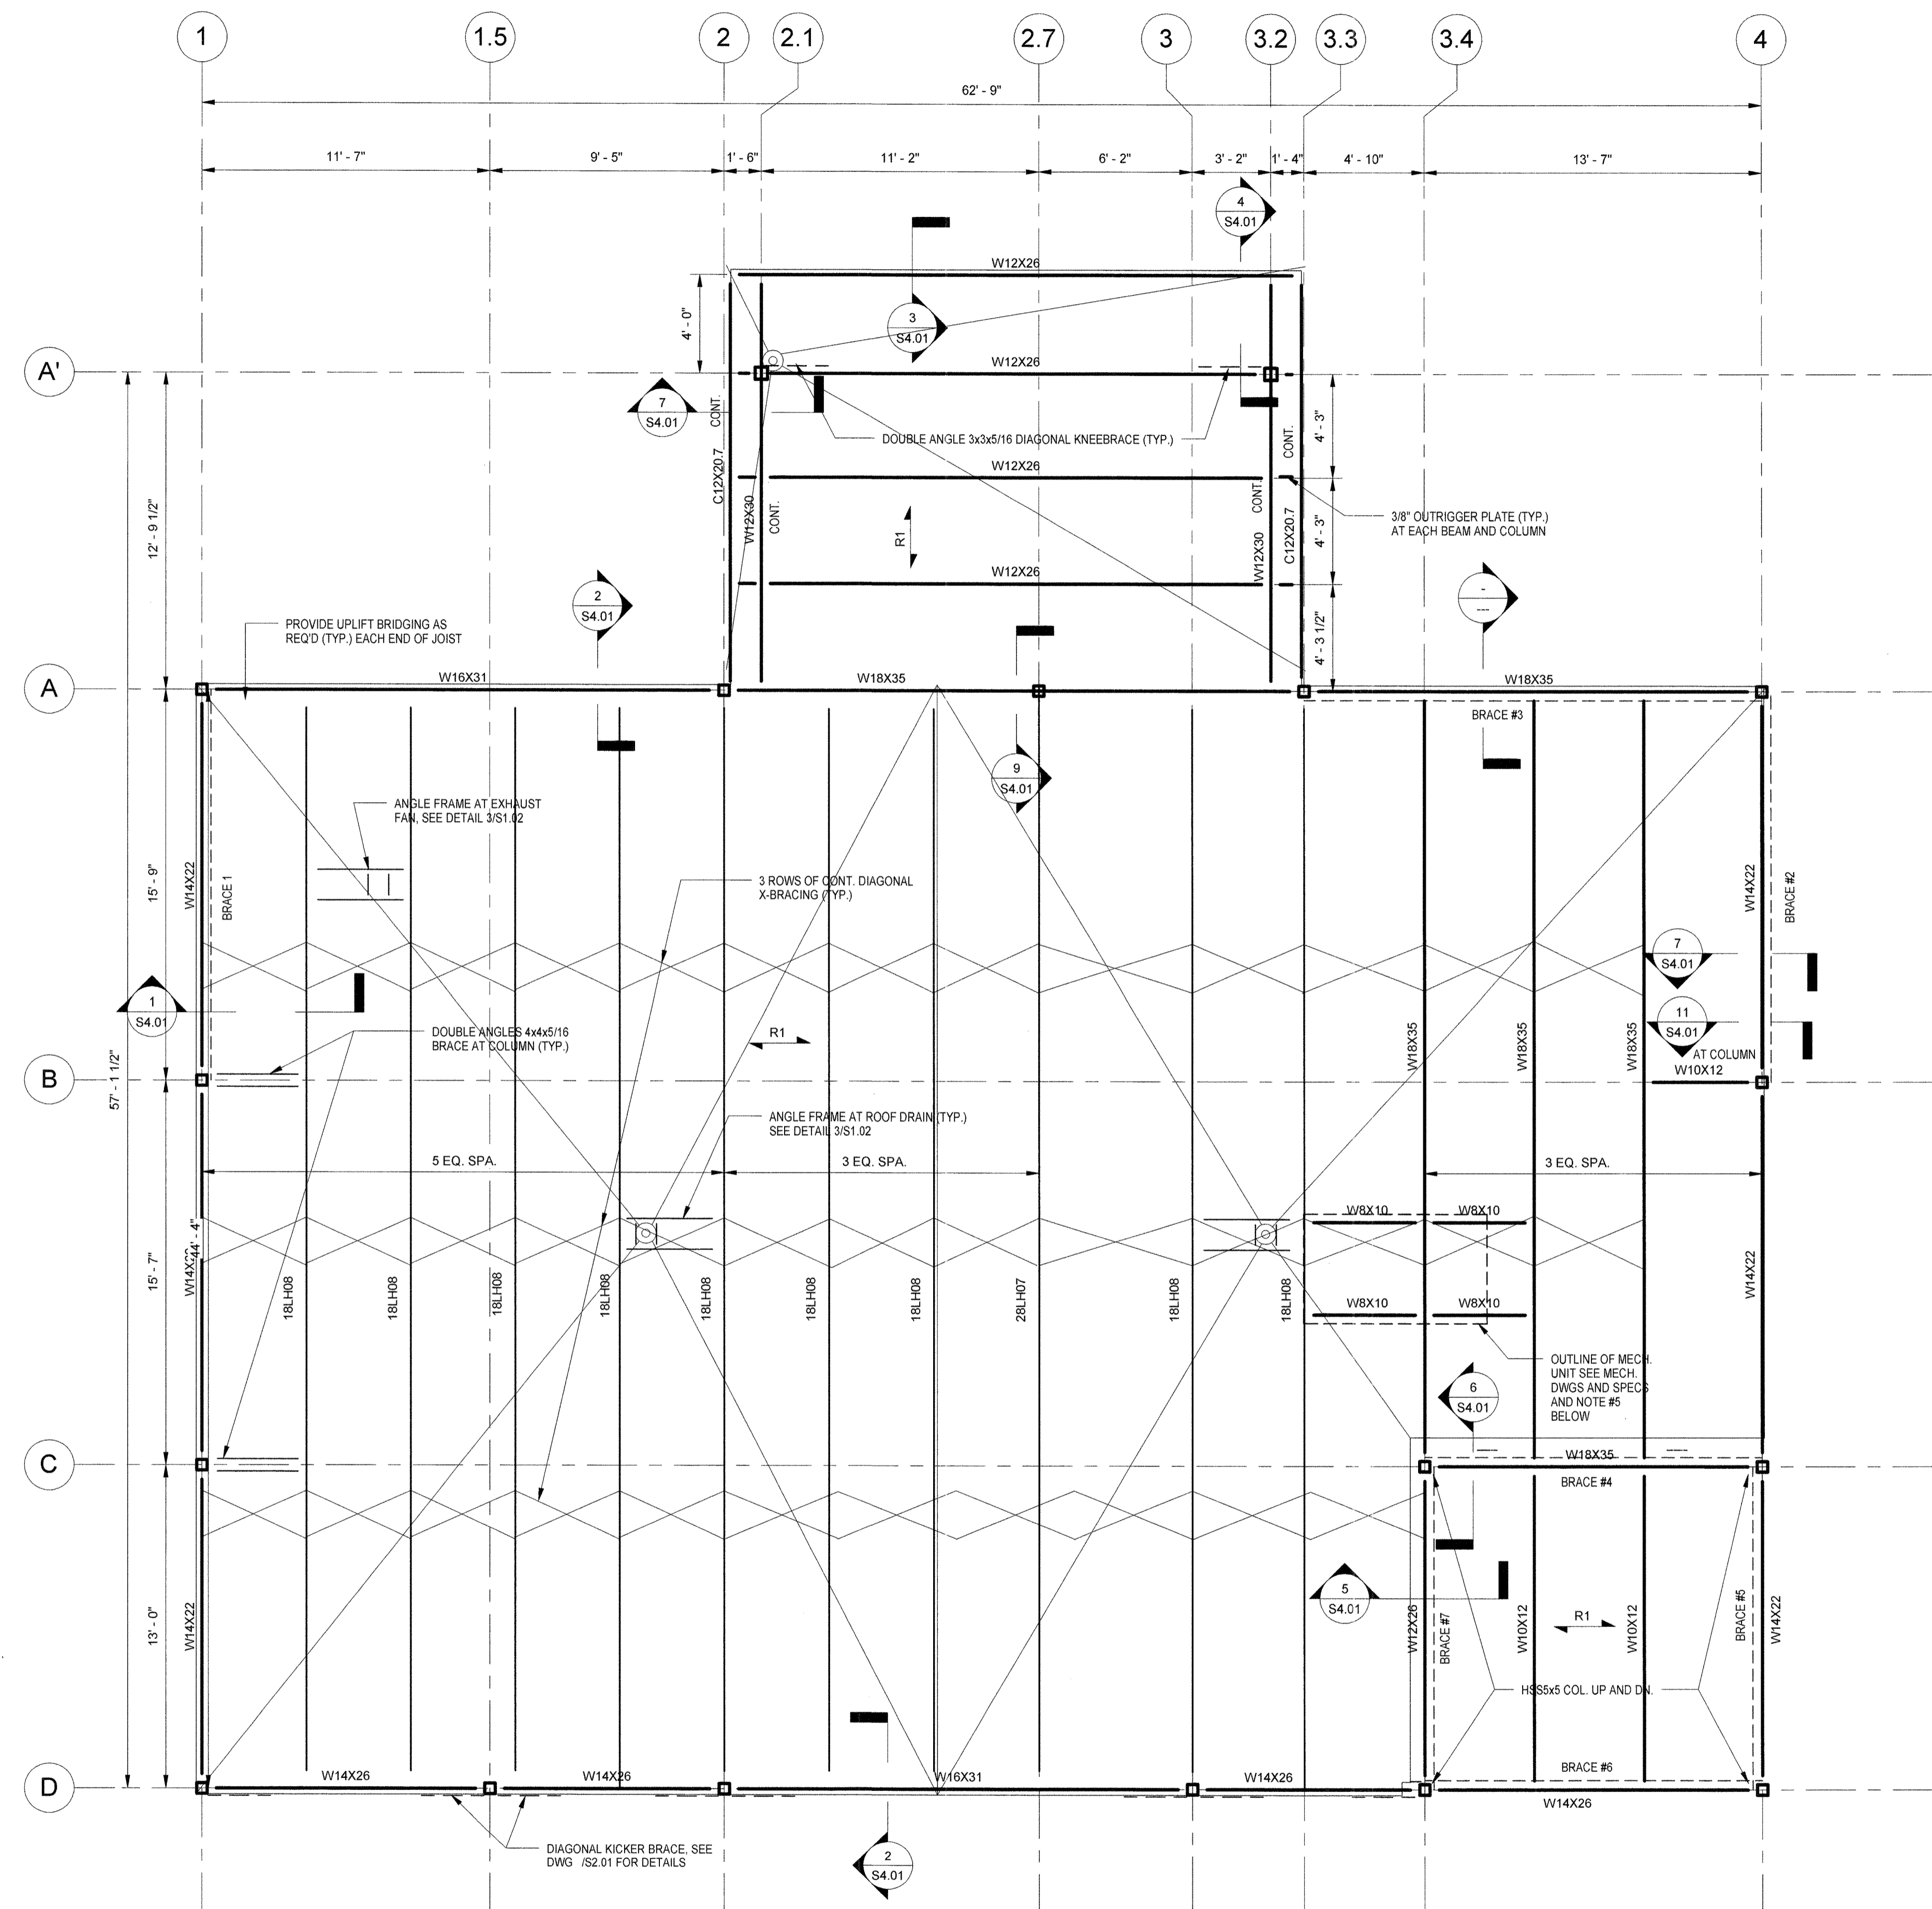 1
1.5
2
2.1
2.7
3
3.2
3.3
3.4
4
62' - 9"
11' - 7"
9' - 5"
1' - 6"
11' - 2"
6' - 2"
3' - 2"
1' - 4"
4' - 10"
13' - 7"
4
S4.01
W12X26
4' - 0"
3
S4.01
A'
W12X26
7
S4.01
CONT.
DOUBLE ANGLE 3x3x5/16 DIAGONAL KNEEBRACE (TYP.)
CONT.
4' - 3"
C12X20.7
W12X26
W12X30
CONT.
CONT.
3/8" OUTRIGGER PLATE (TYP.)
AT EACH BEAM AND COLUMN
12' - 9 1/2"
R1
W12X30
C12X20.7
4' - 3"
W12X26
2
S4.01
-
---
PROVIDE UPLIFT BRIDGING AS
REQ'D (TYP.) EACH END OF JOIST
4' - 3 1/2"
A
W16X31
W18X35
W18X35
BRACE #3
9
S4.01
ANGLE FRAME AT EXHAUST
FAN, SEE DETAIL 3/S1.02
15' - 9"
W14X22
BRACE 1
3 ROWS OF CONT. DIAGONAL
X-BRACING (TYP.)
W14X22
BRACE #2
7
S4.01
1
S4.01
DOUBLE ANGLES 4x4x5/16
BRACE AT COLUMN (TYP.)
R1
W18X35
W18X35
W18X35
11
S4.01
AT COLUMN
W10X12
B
57' - 1 1/2"
ANGLE FRAME AT ROOF DRAIN (TYP.)
SEE DETAIL 3/S1.02
5 EQ. SPA.
3 EQ. SPA.
3 EQ. SPA.
W8X10
W8X10
15' - 7"
W14X22
44' - 4"
18LH08
18LH08
18LH08
18LH08
18LH08
18LH08
18LH08
28LH07
18LH08
18LH08
W8X10
W8X10
W14X22
OUTLINE OF MECH.
UNIT SEE MECH.
DWGS AND SPECS
AND NOTE #5
BELOW
6
S4.01
C
W18X35
BRACE #4
13' - 0"
W14X22
5
S4.01
W12X26
BRACE #7
W10X12
R1
W10X12
BRACE #5
W14X22
HSS5x5 COL. UP AND DN.
D
W14X26
W14X26
W16X31
W14X26
BRACE #6
W14X26
DIAGONAL KICKER BRACE, SEE
DWG /S2.01 FOR DETAILS
2
S4.01